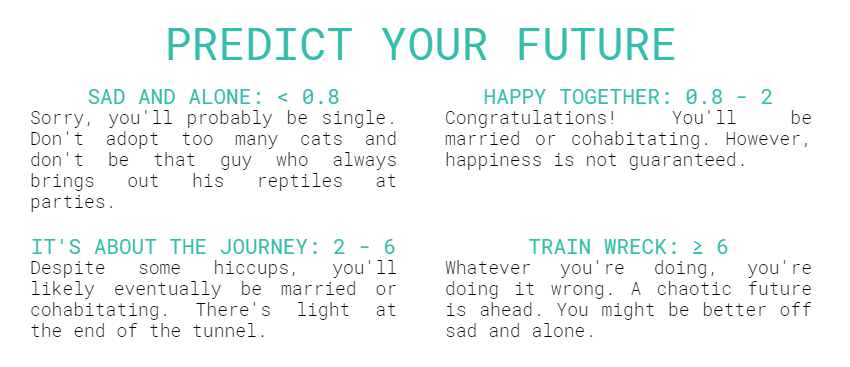 PREDICT YOUR FUTURE
SAD AND ALONE: < 0.8
Sorry, you'll probably be single.
Don't adopt too many cats and
don't be that guy who always
brings out his reptiles at
parties.
HAPPY TOGETHER: 0.8 - 2
Congratulations! You'll be
married or cohabitating. However,
happiness is not guaranteed.
IT'S ABOUT THE JOURNEY: 2 - 6
Despite some hiccups, you'll
likely eventually be married or
cohabitating. There's light at
the end of the tunnel.
TRAIN WRECK: ≥ 6
Whatever you're doing, you're
doing it wrong. A chaotic future
is ahead. You might be better off
sad and alone.